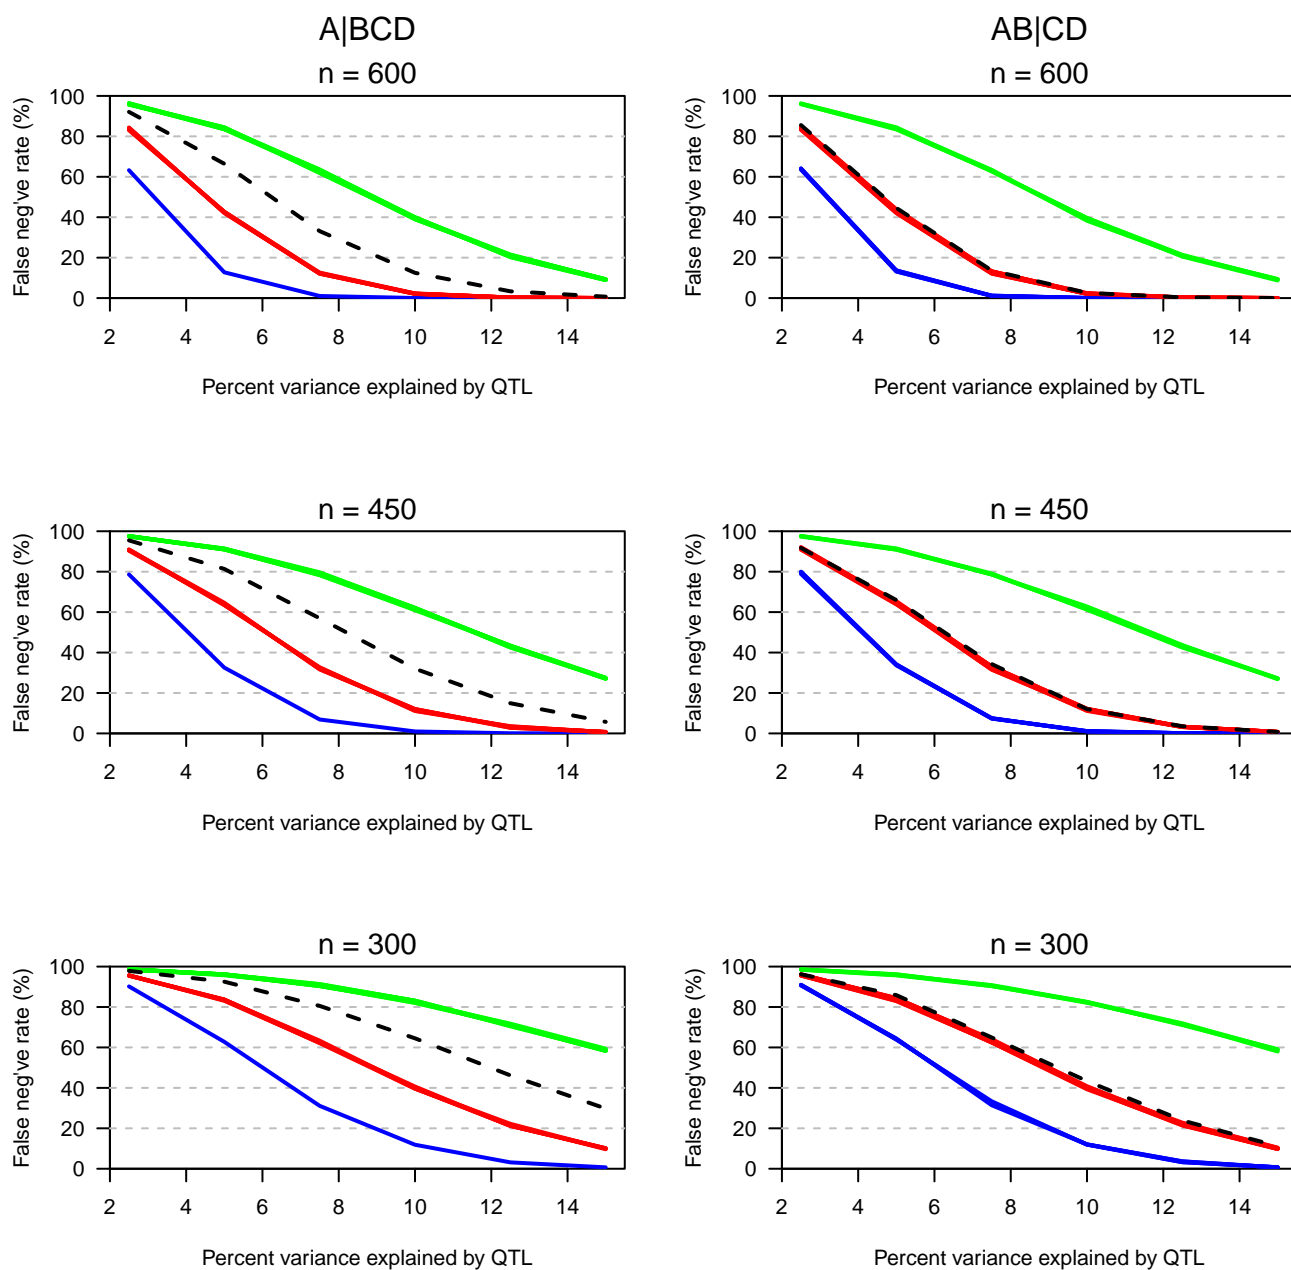 A|BCD
n = 600
False neg've rate (%)
100
80
60
40
20
0
2 4 6 8 10 12 14
Percent variance explained by QTL
AB|CD
n = 600
False neg've rate (%)
100
80
60
40
20
0
2 4 6 8 10 12 14
Percent variance explained by QTL
n = 450
False neg've rate (%)
100
80
60
40
20
0
2 4 6 8 10 12 14
Percent variance explained by QTL
n = 450
False neg've rate (%)
100
80
60
40
20
0
2 4 6 8 10 12 14
Percent variance explained by QTL
n = 300
False neg've rate (%)
100
80
60
40
20
0
2 4 6 8 10 12 14
Percent variance explained by QTL
n = 300
False neg've rate (%)
100
80
60
40
20
0
2 4 6 8 10 12 14
Percent variance explained by QTL